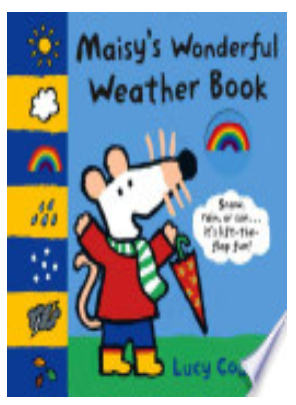 Maisy's Wonderful
Weather Book
Snow,
rain, or sun...
it's lift-the-
flap fun!
Lucy